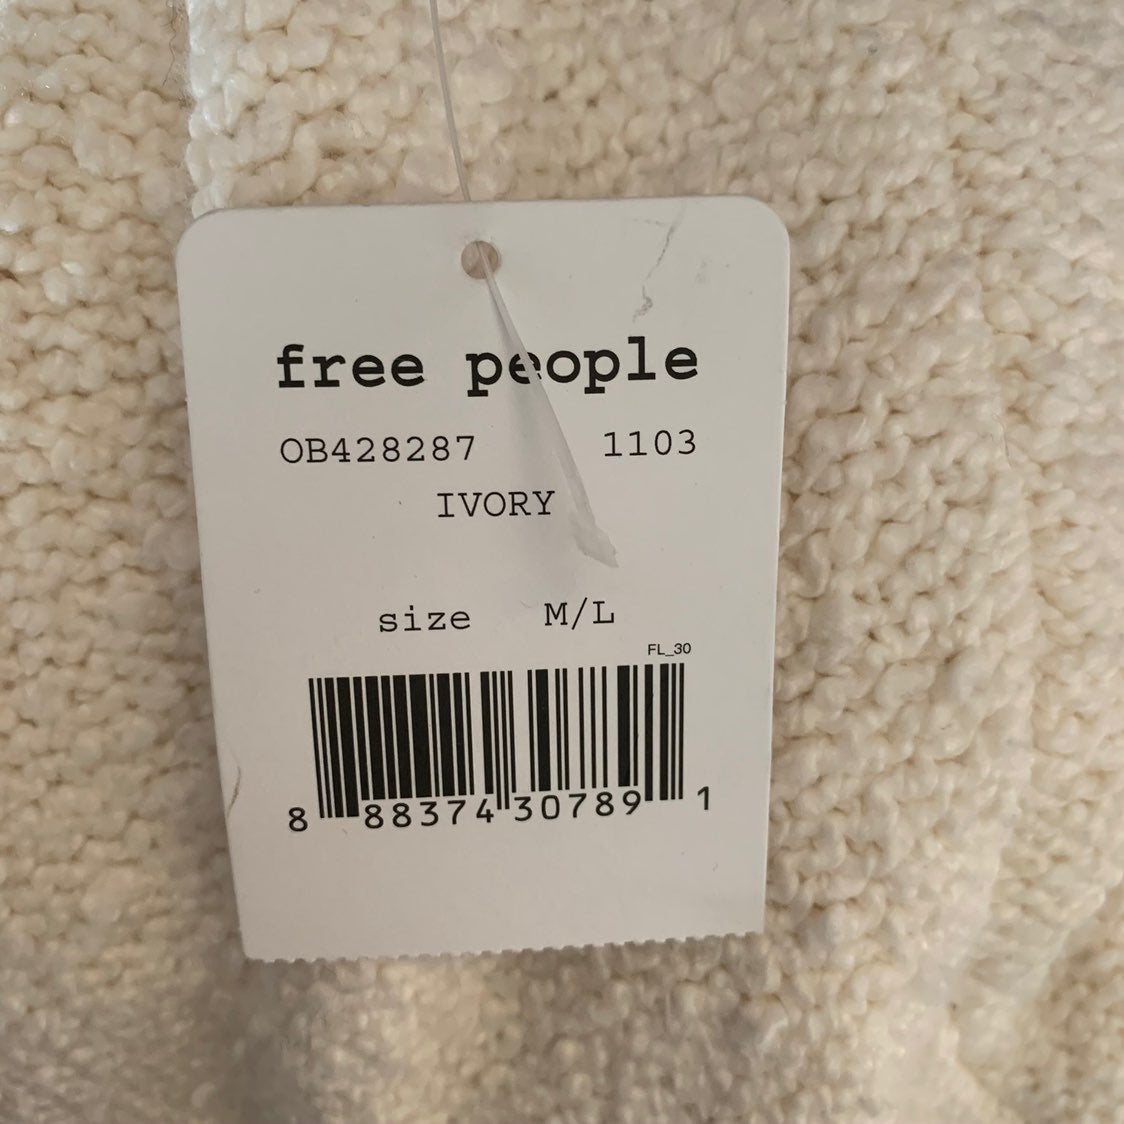 free people
OB428287 1103
IVORY
size M/L
FL_30
8 88374 30789 1